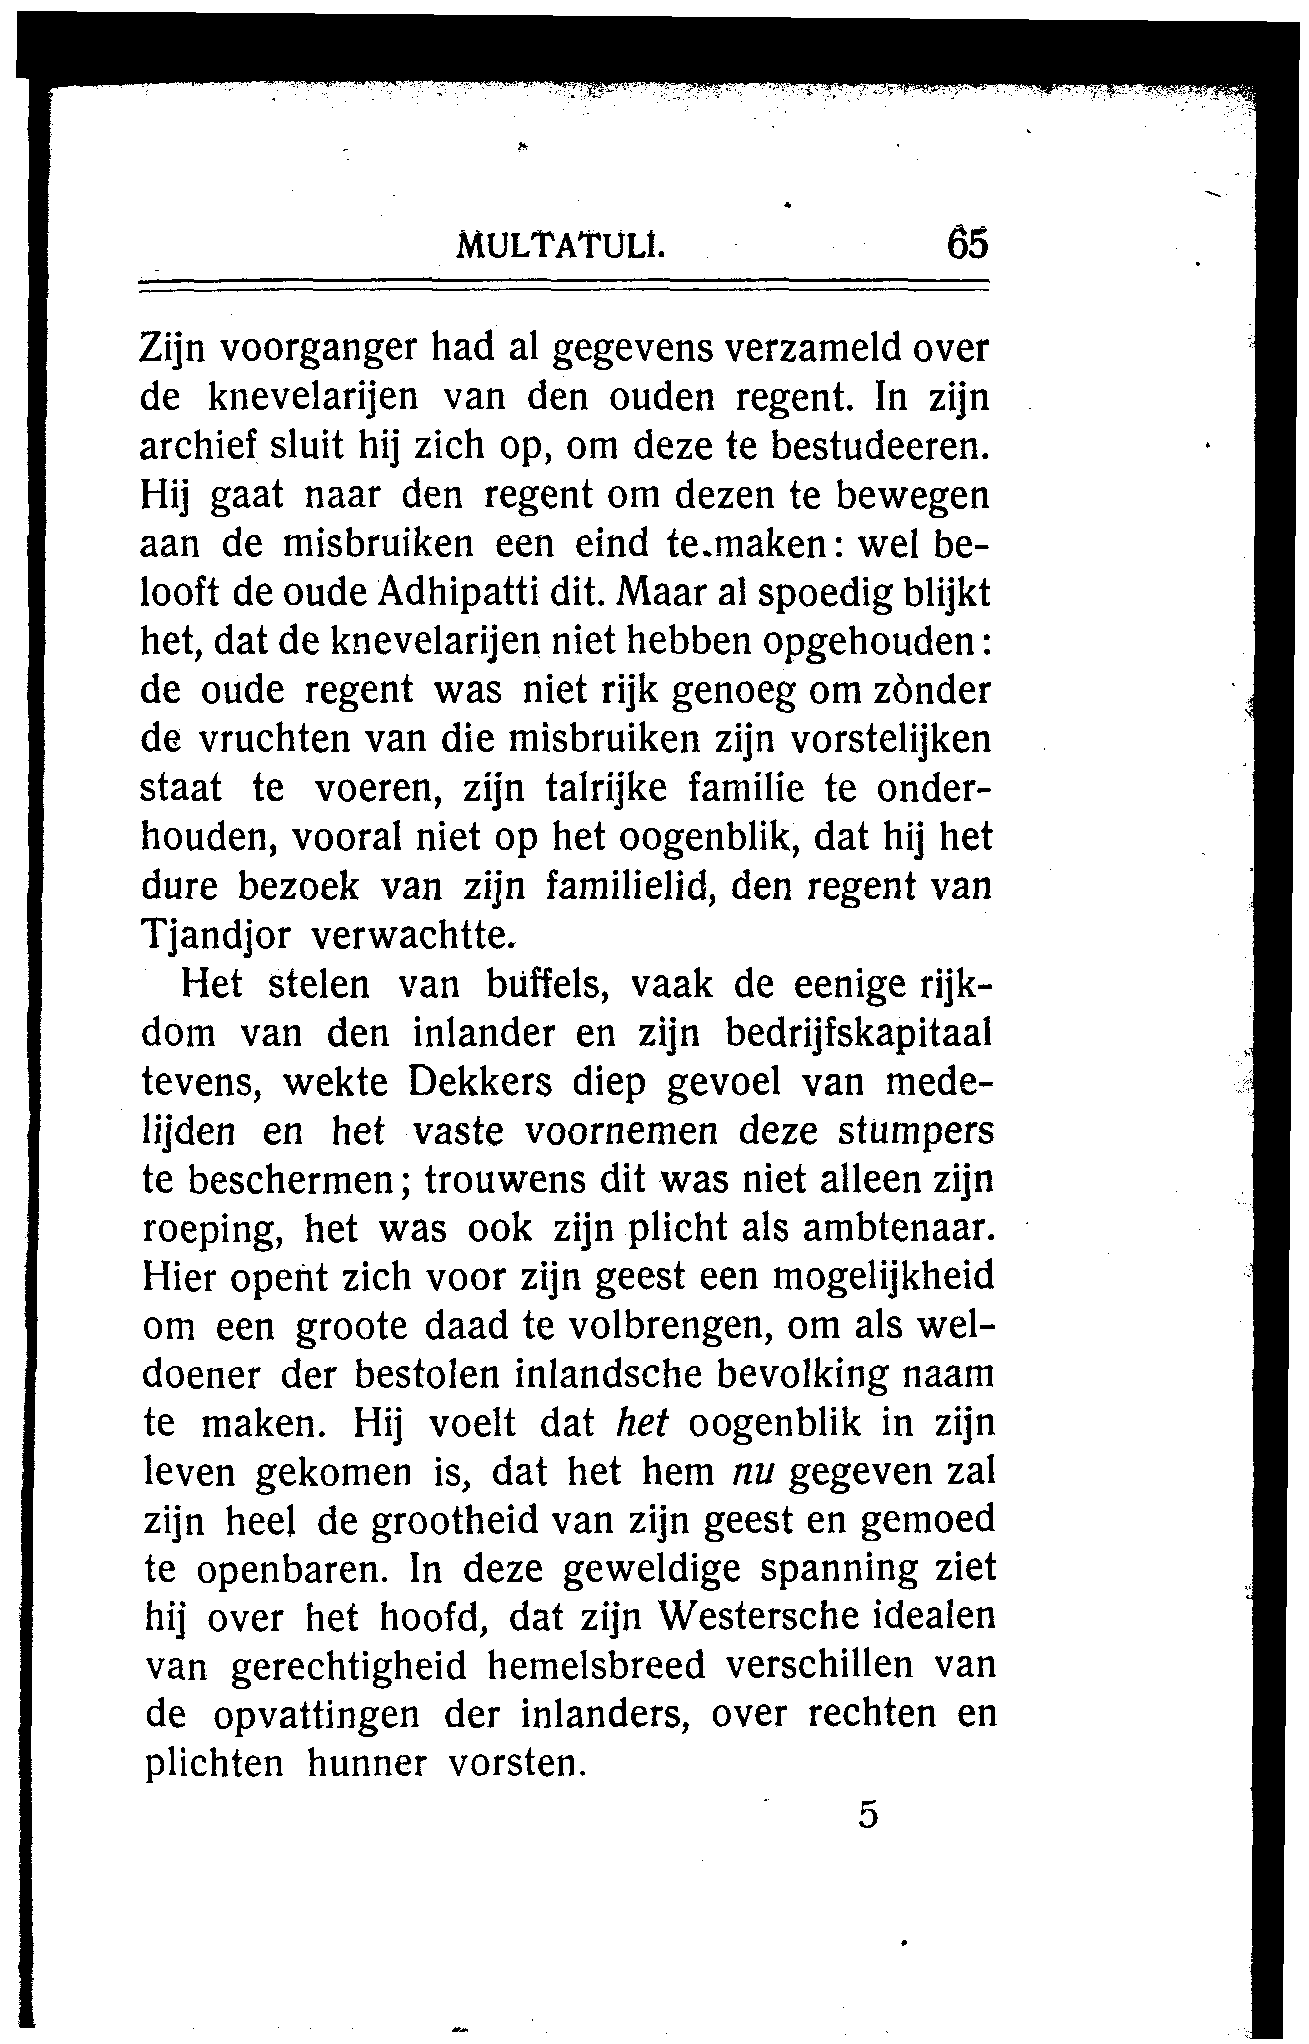 MULTATULI. 65
Zijn voorganger had al gegevens verzameld over
de knevelarijen van den ouden regent. In zijn
archief sluit hij zich op, om deze te bestudeeren.
Hij gaat naar den regent om dezen te bewegen
aan de misbruiken een eind te maken: wel be-
looft de oude Adhipatti dit. Maar al spoedig blijkt
het, dat de knevelarijen niet hebben opgehouden:
de oude regent was niet rijk genoeg om zònder
de vruchten van die misbruiken zijn vorstelijken
staat te voeren, zijn talrijke familie te onder-
houden, vooral niet op het oogenblik, dat hij het
dure bezoek van zijn familielid, den regent van
Tjandjor verwachtte.
Het stelen van buffels, vaak de eenige rijk-
dom van den inlander en zijn bedrijfskapitaal
tevens, wekte Dekkers diep gevoel van mede-
lijden en het vaste voornemen deze stumpers
te beschermen; trouwens dit was niet alleen zijn
roeping, het was ook zijn plicht als ambtenaar.
Hier opent zich voor zijn geest een mogelijkheid
om een groote daad te volbrengen, om als wel-
doener der bestolen inlandsche bevolking naam
te maken. Hij voelt dat het oogenblik in zijn
leven gekomen is, dat het hem nu gegeven zal
zijn heel de grootheid van zijn geest en gemoed
te openbaren. In deze geweldige spanning ziet
hij over het hoofd, dat zijn Westersche idealen
van gerechtigheid hemelsbreed verschillen van
de opvattingen der inlanders, over rechten en
plichten hunner vorsten.
5